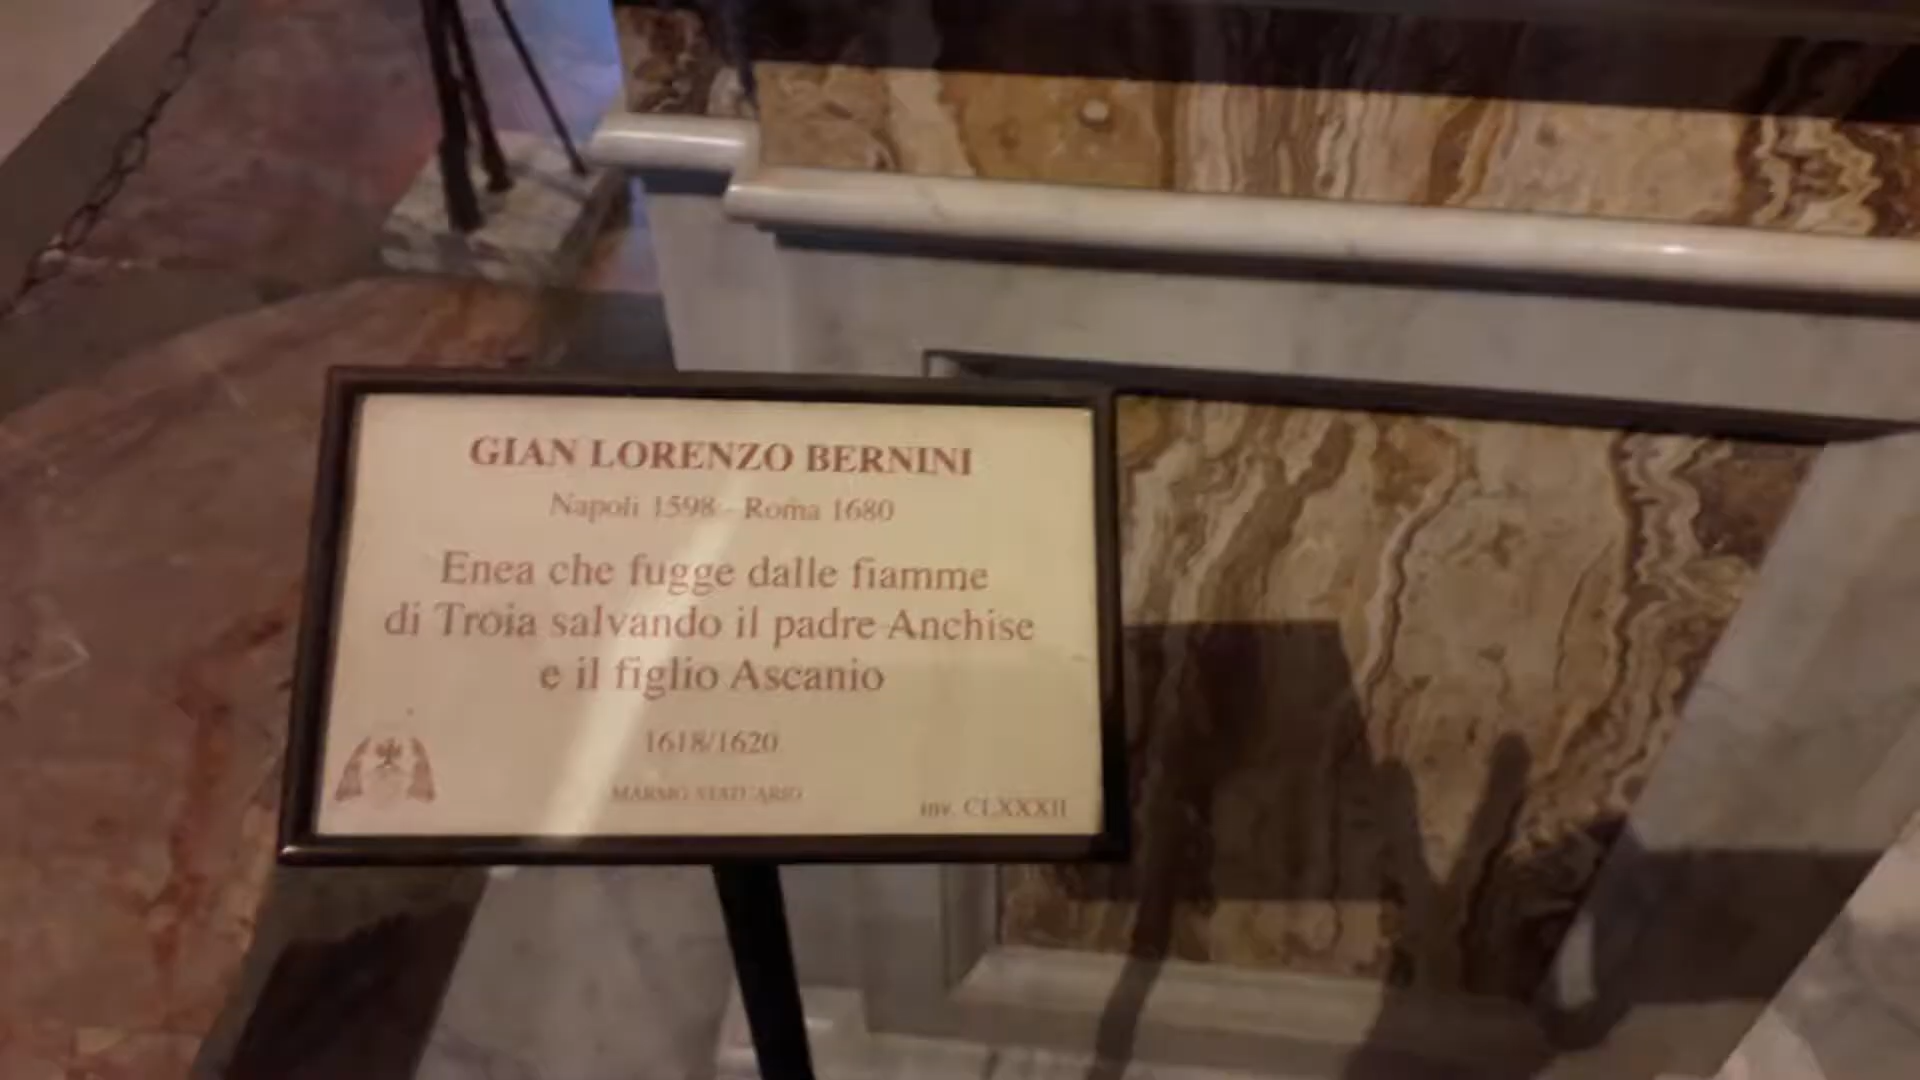 GIAN LORENZO BERNINI
Napoli 1598 - Roma 1680
Enea che fugge dalle fiamme
di Troia salvando il padre Anchise
e il figlio Ascanio
1618/1620
MARMO STATUARIO
inv. CLXXXII